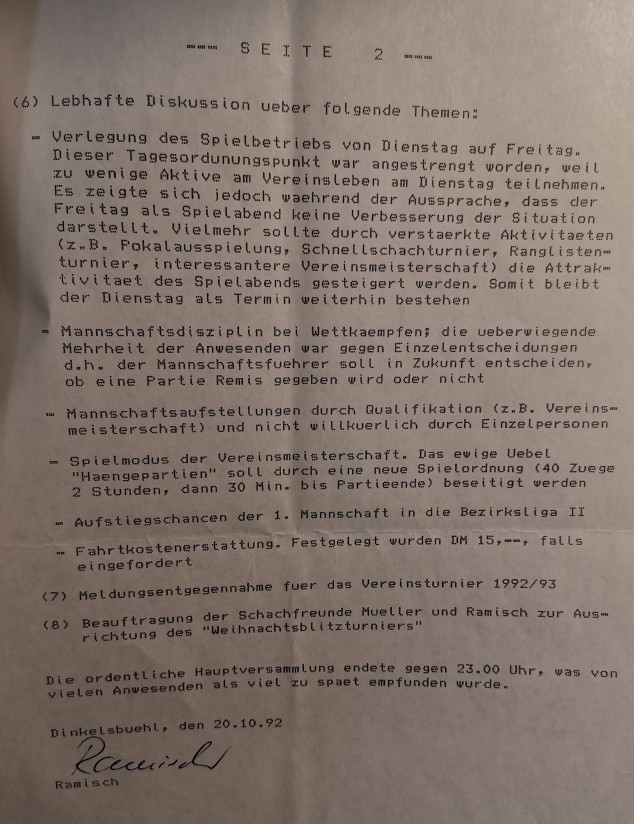 --- S E I T E   2 ---
(6) Lebhafte Diskussion ueber folgende Themen:
- Verlegung des Spielbetriebs von Dienstag auf Freitag.
Dieser Tagesordunungspunkt war angestrengt worden, weil
zu wenige Aktive am Vereinsleben am Dienstag teilnehmen.
Es zeigte sich jedoch waehrend der Aussprache, dass der
Freitag als Spielabend keine Verbesserung der Situation
darstellt. Vielmehr sollte durch verstaerkte Aktivitaeten
(z.B. Pokalausspielung, Schnellschachturnier, Ranglisten-
turnier, interessantere Vereinsmeisterschaft) die Attrak-
tivitaet des Spielabends gesteigert werden. Somit bleibt
der Dienstag als Termin weiterhin bestehen
- Mannschaftsdisziplin bei Wettkaempfen; die ueberwiegende
Mehrheit der Anwesenden war gegen Einzelentscheidungen
d.h. der Mannschaftsfuehrer soll in Zukunft entscheiden,
ob eine Partie Remis gegeben wird oder nicht
- Mannschaftsaufstellungen durch Qualifikation (z.B. Vereins-
meisterschaft) und nicht willkuerlich durch Einzelpersonen
- Spielmodus der Vereinsmeisterschaft. Das ewige Uebel
"Haengepartien" soll durch eine neue Spielordnung (40 Zuege
2 Stunden, dann 30 Min. bis Partieende) beseitigt werden
- Aufstiegschancen der 1. Mannschaft in die Bezirksliga II
- Fahrtkostenerstattung. Festgelegt wurden DM 15,--, falls
eingefordert
(7) Meldungsentgegennahme fuer das Vereinsturnier 1992/93
(8) Beauftragung der Schachfreunde Mueller und Ramisch zur Aus-
richtung des "Weihnachtsblitzturniers"
Die ordentliche Hauptversammlung endete gegen 23.00 Uhr, was von
vielen Anwesenden als viel zu spaet empfunden wurde.
Dinkelsbuehl, den 20.10.92
Ramisch
Ramisch